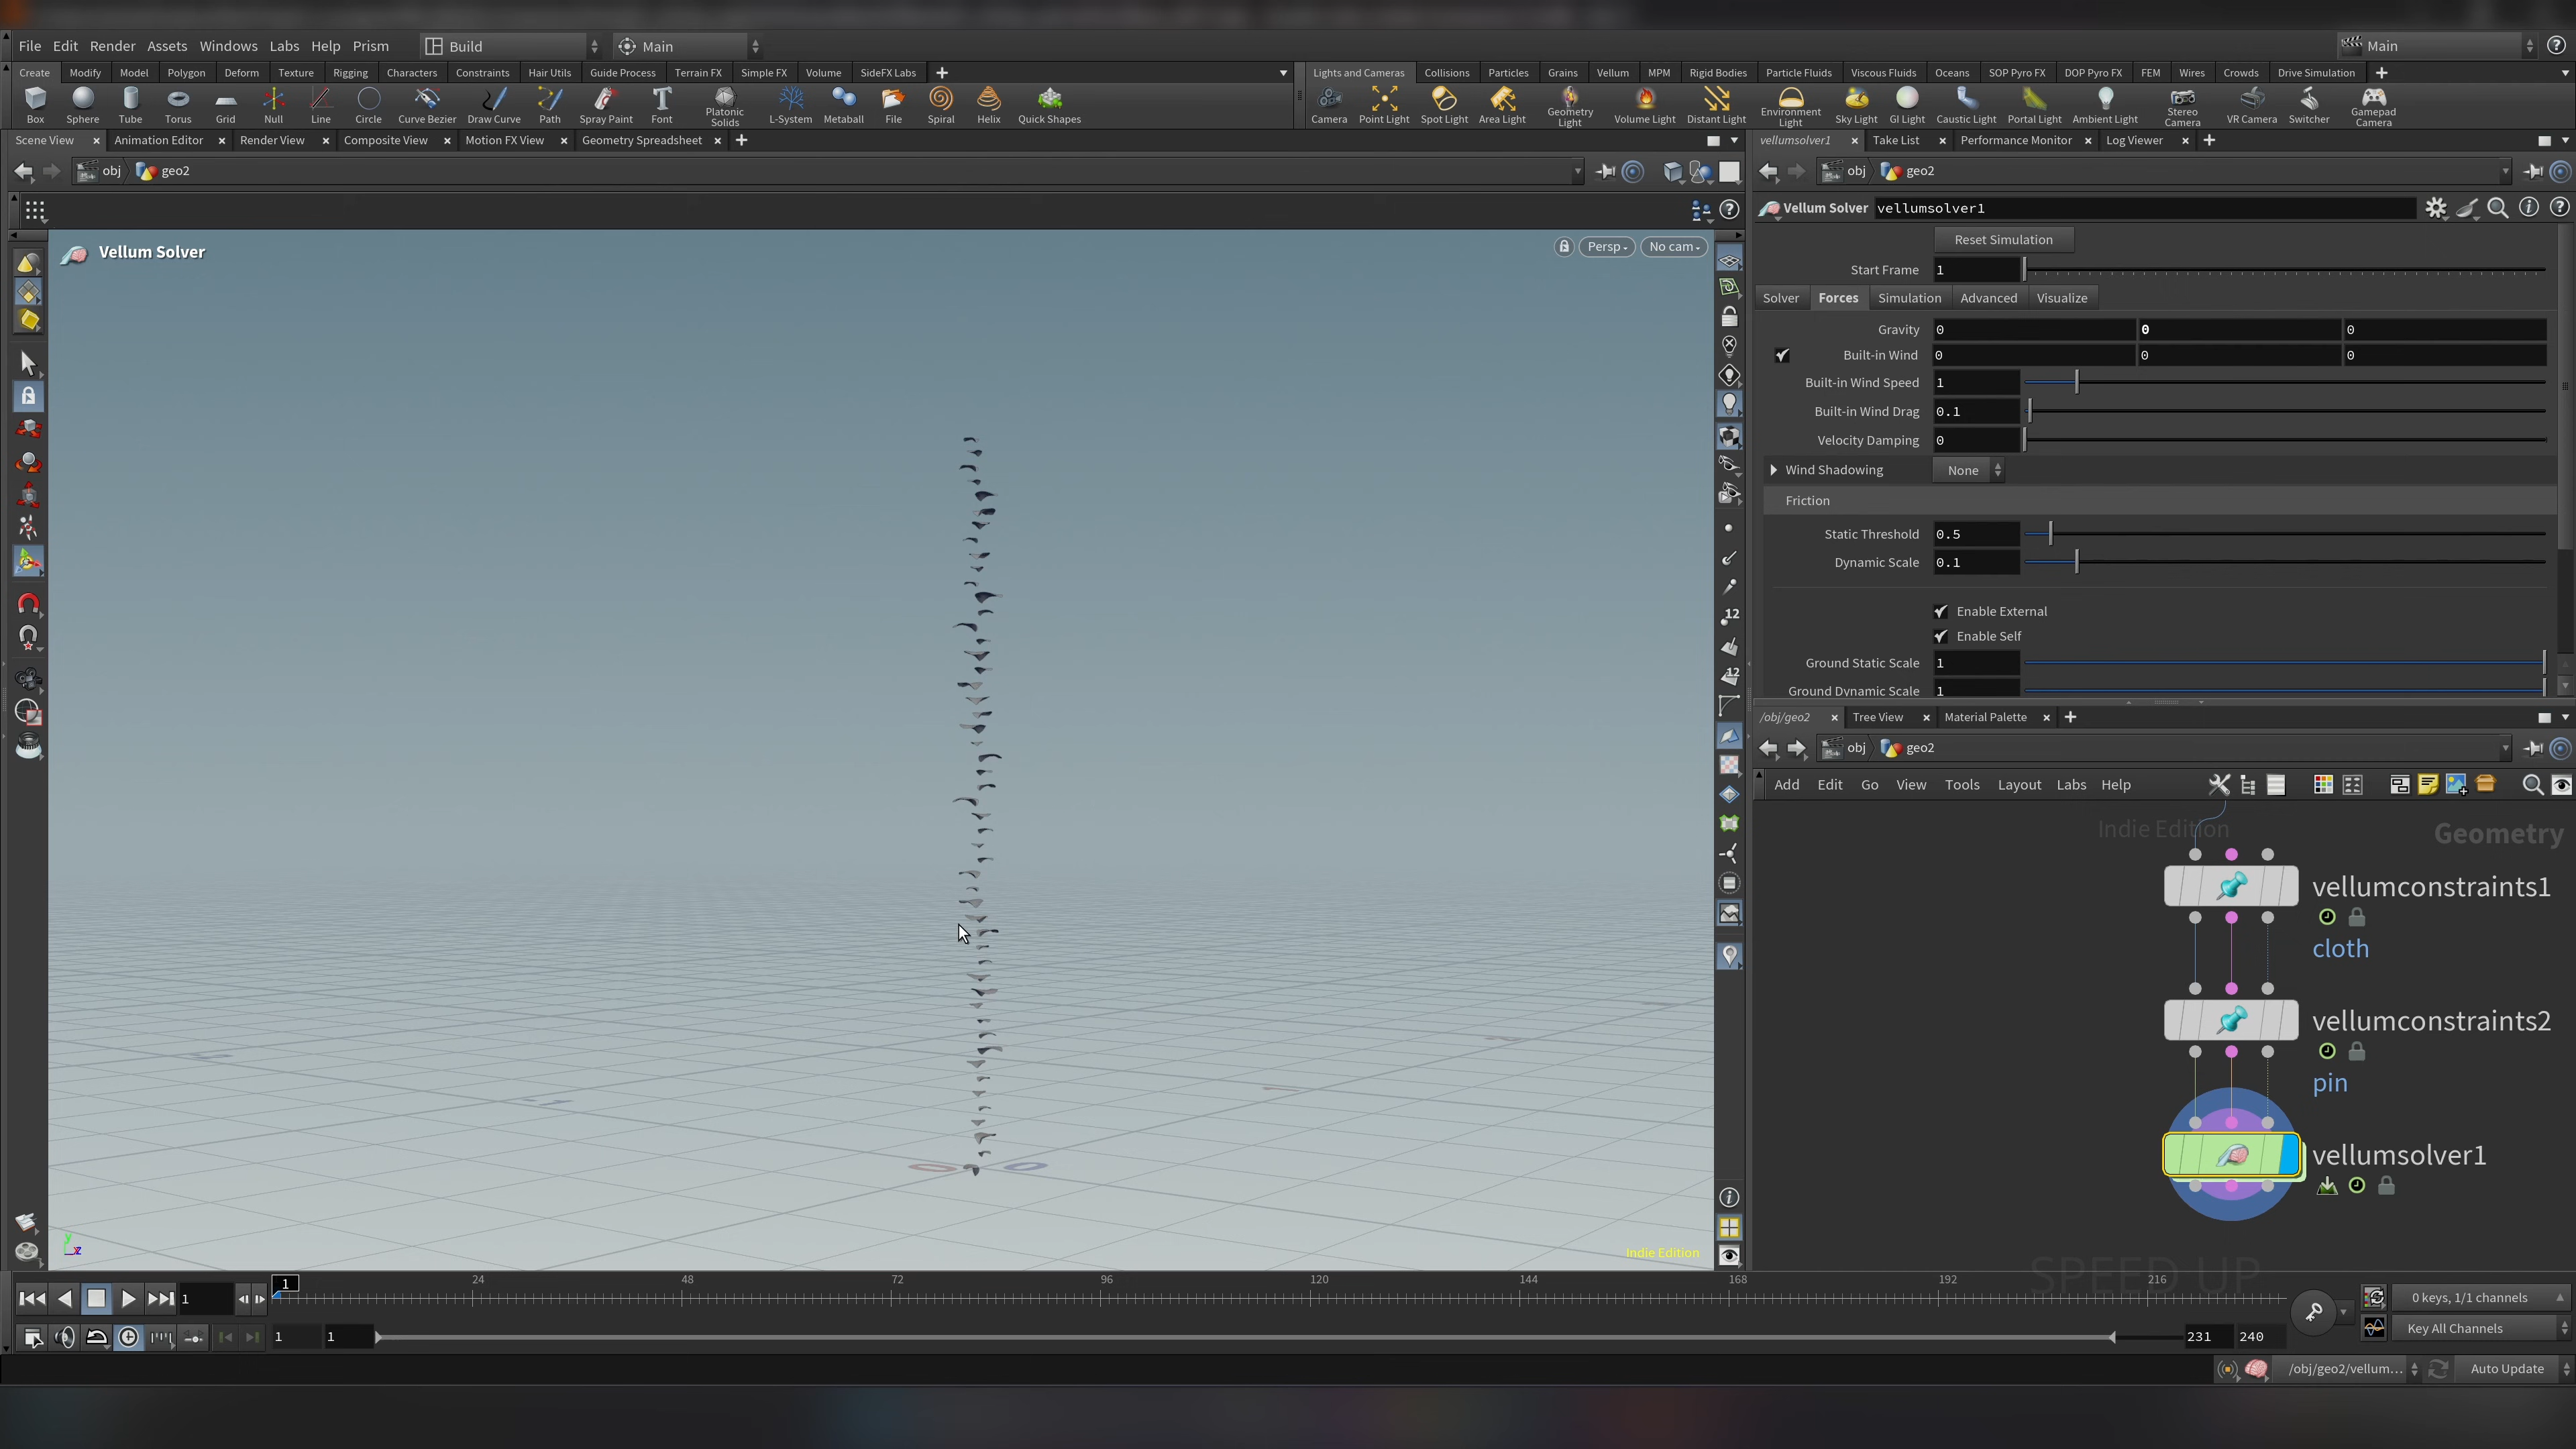 File Edit Render Assets Windows Labs Help Prism Build Main Main
Create Modify Model Polygon Deform Texture Rigging Characters Constraints Hair Utils Guide Process Terrain FX Simple FX Volume SideFX Labs
Lights and Cameras Collisions Particles Grains Vellum MPM Rigid Bodies Particle Fluids Viscous Fluids Oceans SOP Pyro FX DOP Pyro FX FEM Wires Crowds Drive Simulation
Box Sphere Tube Torus Grid Null Line Circle Curve Bezier Draw Curve Path Spray Paint Font Platonic Solids L-System Metaball File Spiral Helix Quick Shapes
Camera Point Light Spot Light Area Light Geometry Light Volume Light Distant Light Environment Light Sky Light GI Light Caustic Light Portal Light Ambient Light Stereo Camera VR Camera Switcher Gamepad Camera
Scene View Animation Editor Render View Composite View Motion FX View Geometry Spreadsheet
vellumsolver1 Take List Performance Monitor Log Viewer
obj geo2
obj geo2
Vellum Solver vellumsolver1
Vellum Solver
Persp No cam
Reset Simulation
Start Frame 1
Solver Forces Simulation Advanced Visualize
Gravity 0 0 0
Built-in Wind 0 0 0
Built-in Wind Speed 1
Built-in Wind Drag 0.1
Velocity Damping 0
Wind Shadowing None
Friction
Static Threshold 0.5
Dynamic Scale 0.1
Enable External
Enable Self
Ground Static Scale 1
Ground Dynamic Scale 1
12
12
/obj/geo2 Tree View Material Palette
obj geo2
Add Edit Go View Tools Layout Labs Help
Indie Edition Geometry
vellumconstraints1
cloth
vellumconstraints2
pin
vellumsolver1
y z
Indie Edition
SPEED UP
1 24 48 72 96 120 144 168 192 216
1
0 keys, 1/1 channels
1 1 231 240
Key All Channels
/obj/geo2/vellum... Auto Update